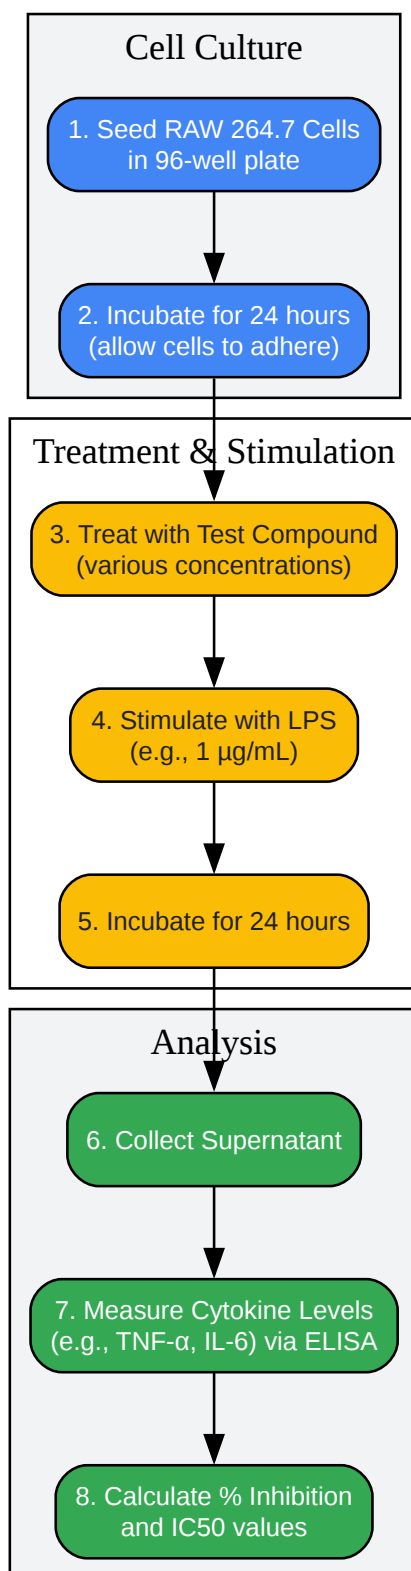 Cell Culture
1. Seed RAW 264.7 Cells
in 96-well plate
2. Incubate for 24 hours
(allow cells to adhere)
Treatment & Stimulation
3. Treat with Test Compound
(various concentrations)
4. Stimulate with LPS
(e.g., 1 µg/mL)
5. Incubate for 24 hours
Analysis
6. Collect Supernatant
7. Measure Cytokine Levels
(e.g., TNF-α, IL-6) via ELISA
8. Calculate % Inhibition
and IC50 values